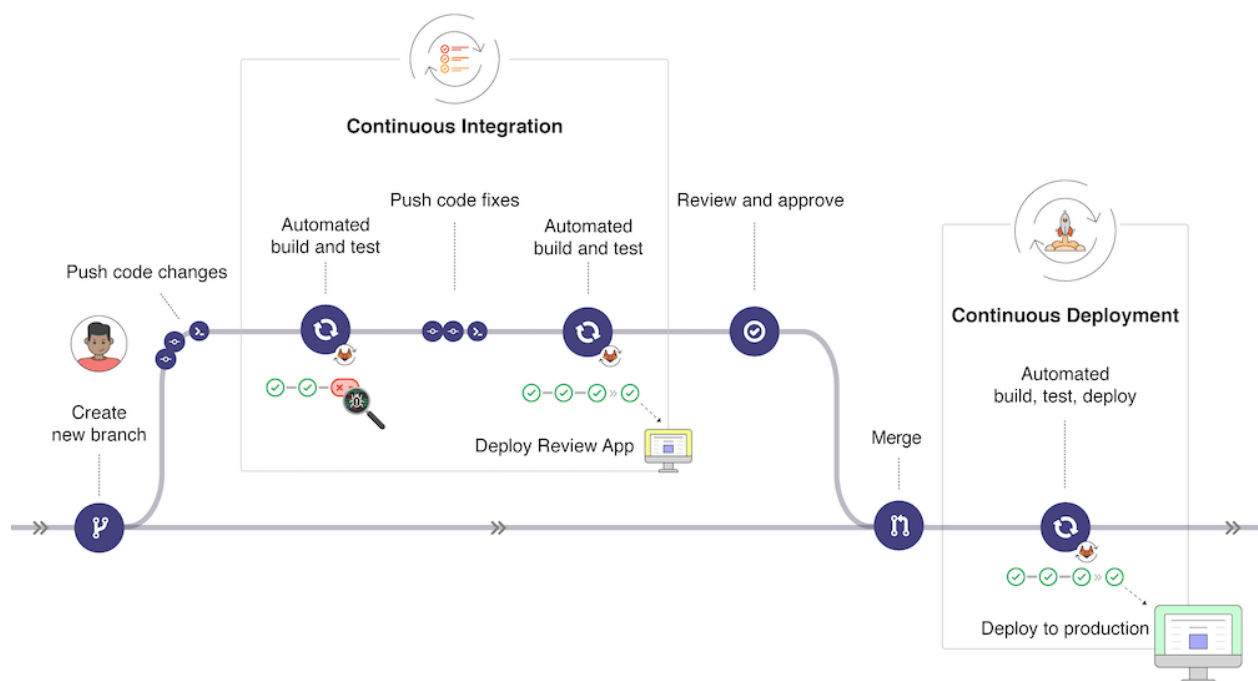 Continuous Integration
Push code fixes
Review and approve
Automated
build and test
Automated
build and test
Push code changes
Continuous Deployment
Automated
build, test, deploy
Create
new branch
Deploy Review App
Merge
Deploy to production